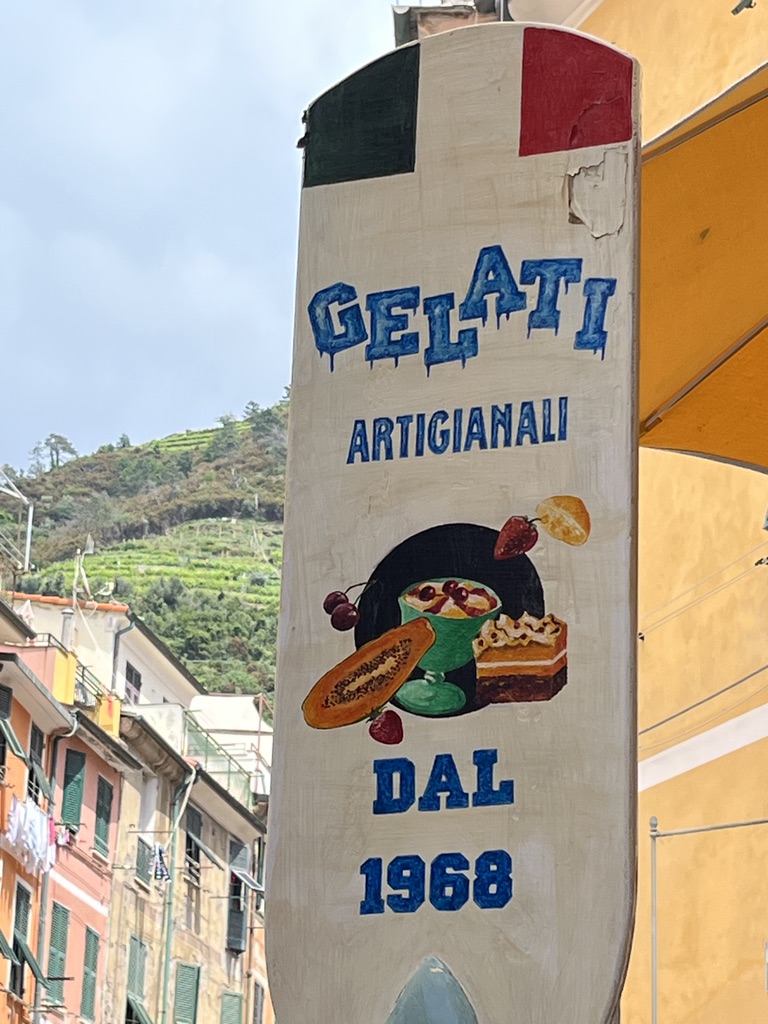 GELATI
ARTIGIANALI
DAL
1968